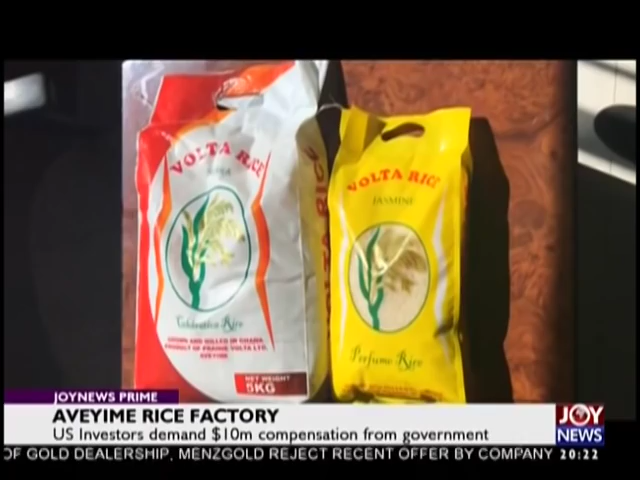 VOLTA RICE
Celebration Rice
GROWN AND MILLED IN GHANA
PRODUCT OF PRAIRIE VOLTA LTD.
AVEYIME
NET WEIGHT
5KG
VOLTA RICE
VOLTA RICE
JASMINE
Perfume Rice
JOYNEWS PRIME
AVEYIME RICE FACTORY
US Investors demand $10m compensation from government
JOY
NEWS
OF GOLD DEALERSHIP, MENZGOLD REJECT RECENT OFFER BY COMPANY 20:22